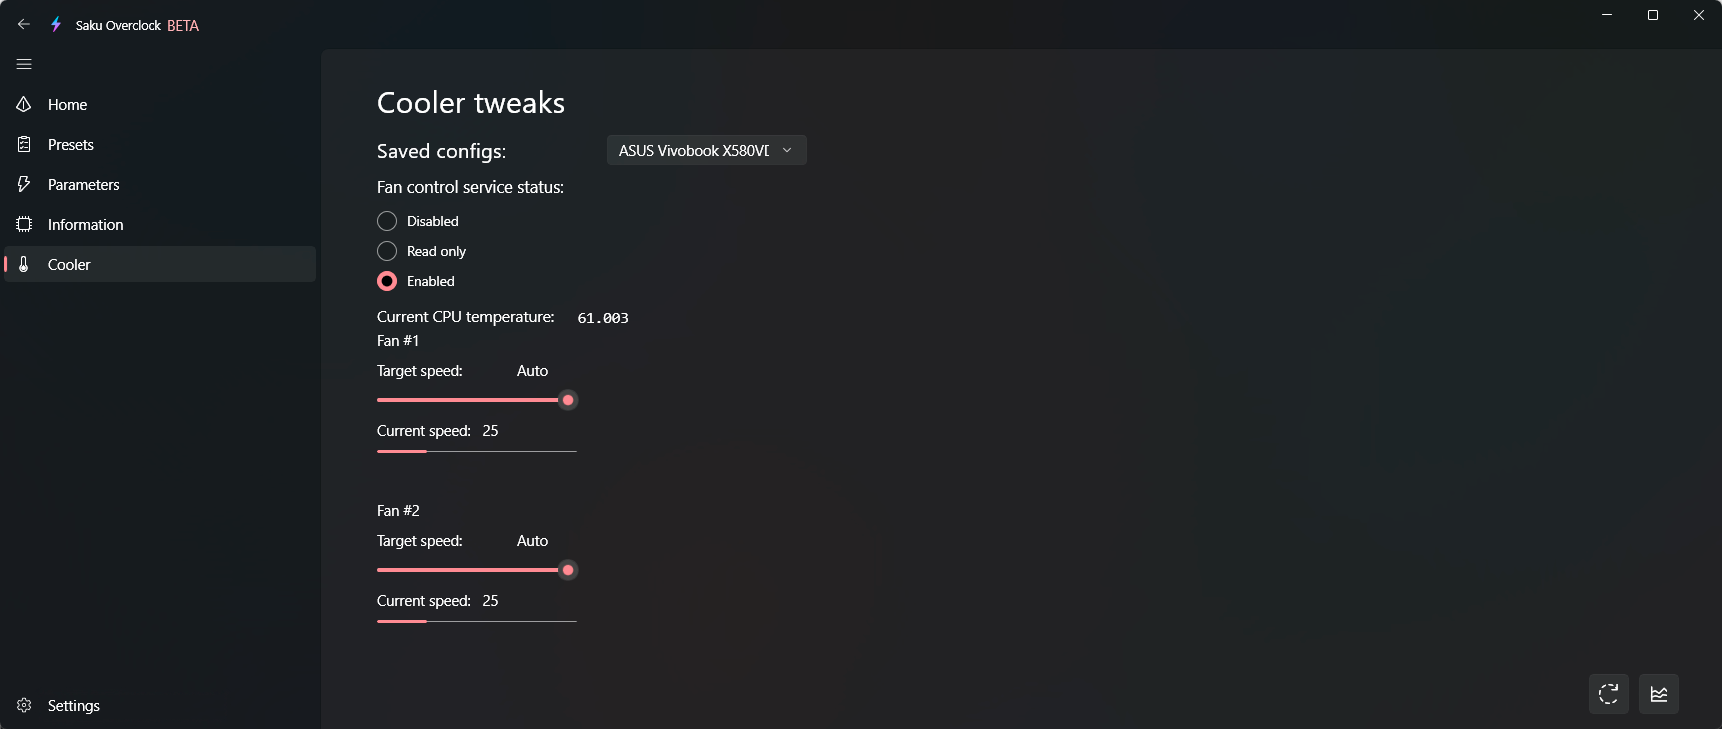 Saku Overclock BETA
Home
Presets
Parameters
Information
Cooler
Settings
Cooler tweaks
Saved configs: ASUS Vivobook X580V
Fan control service status:
Disabled
Read only
Enabled
Current CPU temperature: 61.003
Fan #1
Target speed: Auto
Current speed: 25
Fan #2
Target speed: Auto
Current speed: 25